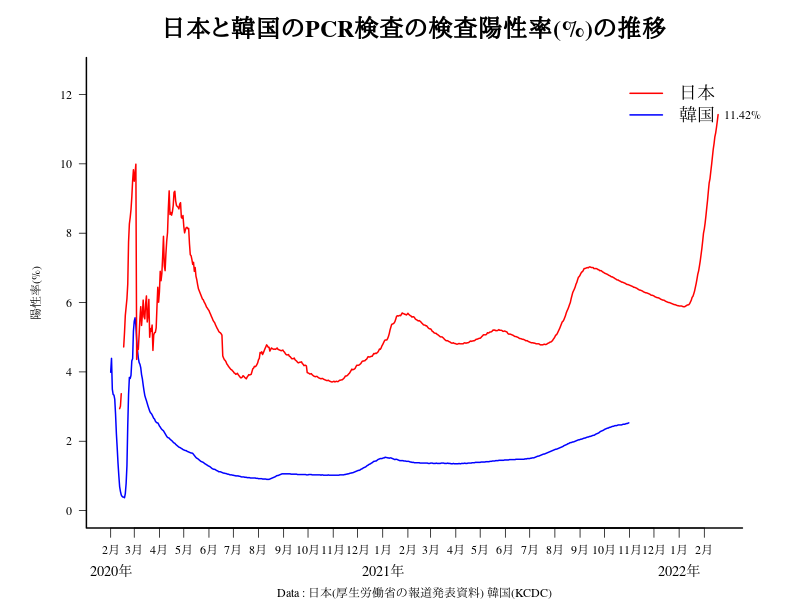 日本と韓国のPCR検査の検査陽性率(%)の推移
日本
韓国
11.42%
12
10
8
6
4
2
0
陽性率(%)
2月 3月 4月 5月 6月 7月 8月 9月 10月 11月 12月 1月 2月 3月 4月 5月 6月 7月 8月 9月 10月 11月 12月 1月 2月
2020年 2021年 2022年
Data : 日本(厚生労働省の報道発表資料) 韓国(KCDC)